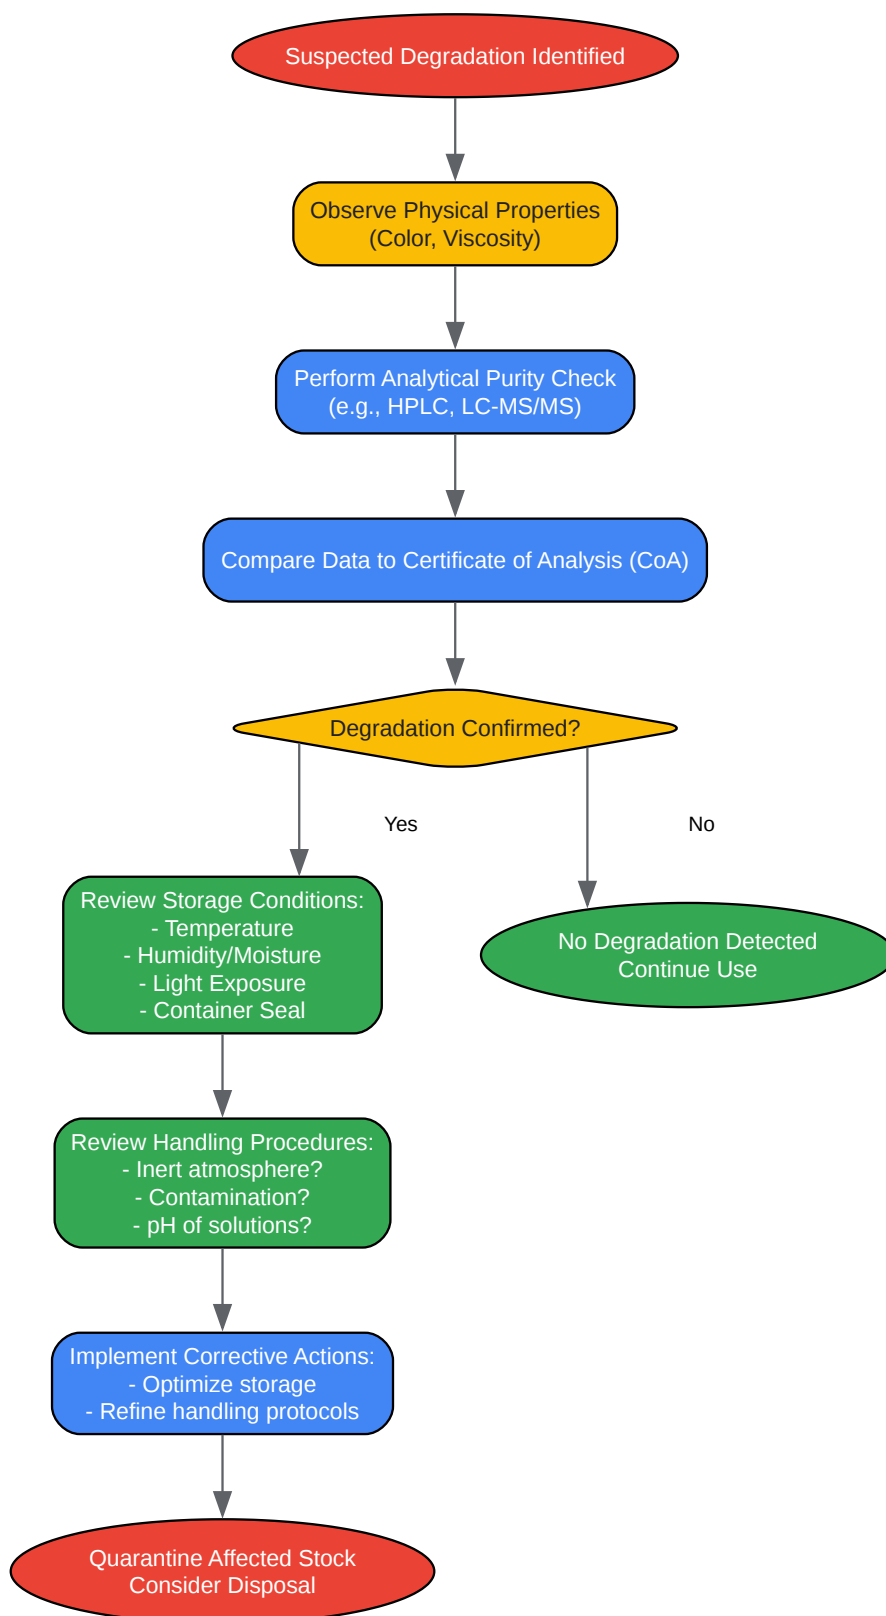 Suspected Degradation Identified
Observe Physical Properties
(Color, Viscosity)
Perform Analytical Purity Check
(e.g., HPLC, LC-MS/MS)
Compare Data to Certificate of Analysis (CoA)
Degradation Confirmed?
Yes
No
Review Storage Conditions:
- Temperature
- Humidity/Moisture
- Light Exposure
- Container Seal
No Degradation Detected
Continue Use
Review Handling Procedures:
- Inert atmosphere?
- Contamination?
- pH of solutions?
Implement Corrective Actions:
- Optimize storage
- Refine handling protocols
Quarantine Affected Stock
Consider Disposal